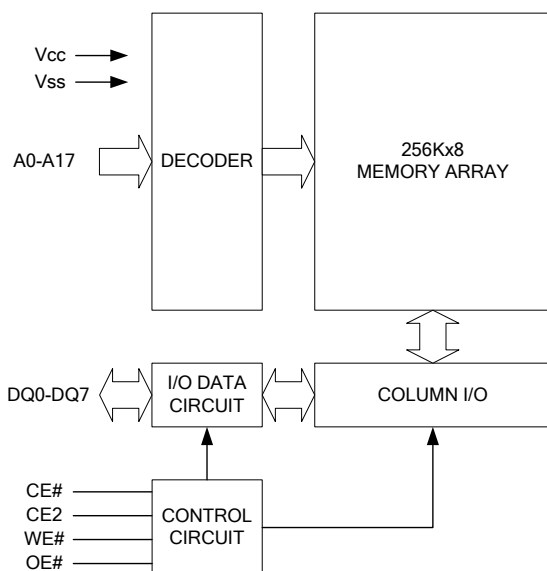 Vcc
Vss
A0-A17
DECODER
256Kx8
MEMORY ARRAY
DQ0-DQ7
I/O DATA
CIRCUIT
COLUMN I/O
CE#
CE2
WE#
OE#
CONTROL
CIRCUIT